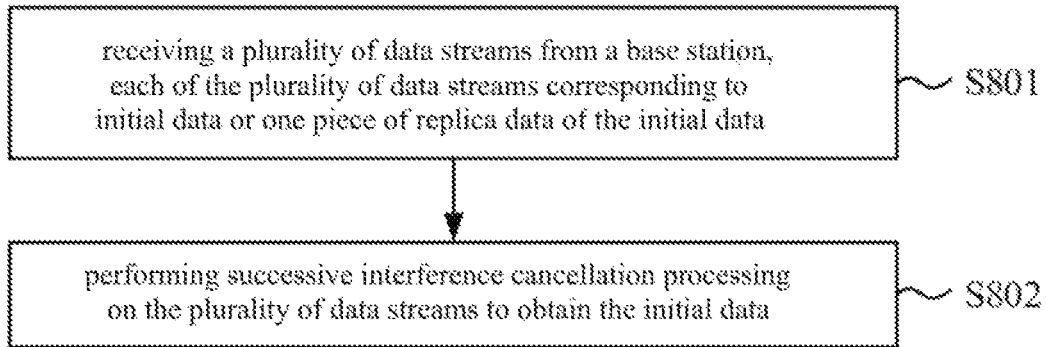 receiving a plurality of data streams from a base station,
each of the plurality of data streams corresponding to
initial data or one piece of replica data of the initial data
S801
performing successive interference cancellation processing
on the plurality of data streams to obtain the initial data
S802